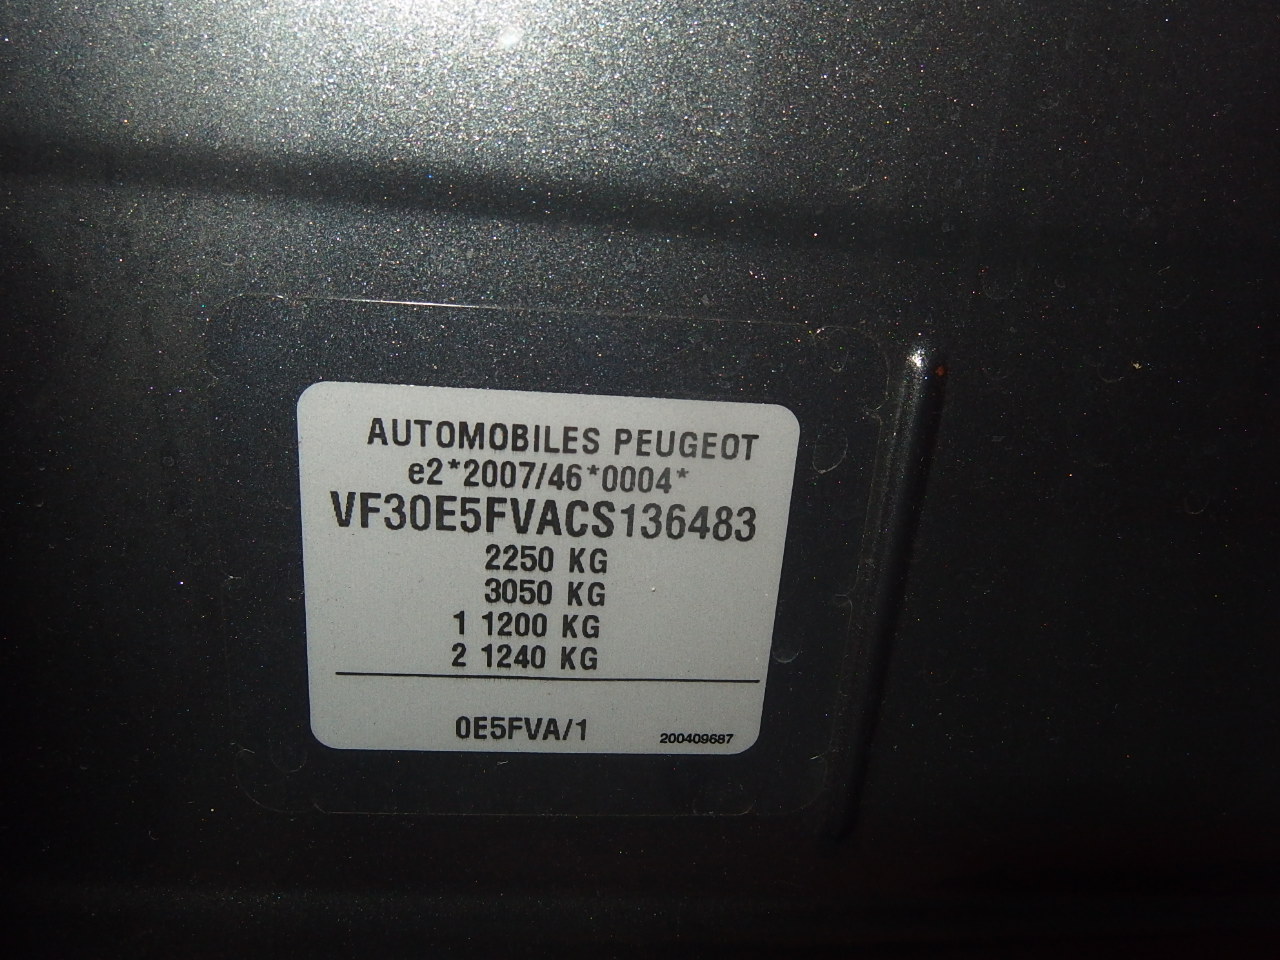 AUTOMOBILES PEUGEOT
e2*2007/46*0004*
VF30E5FVACS136483
2250 KG
3050 KG
1 1200 KG
2 1240 KG
0E5FVA/1
200409687